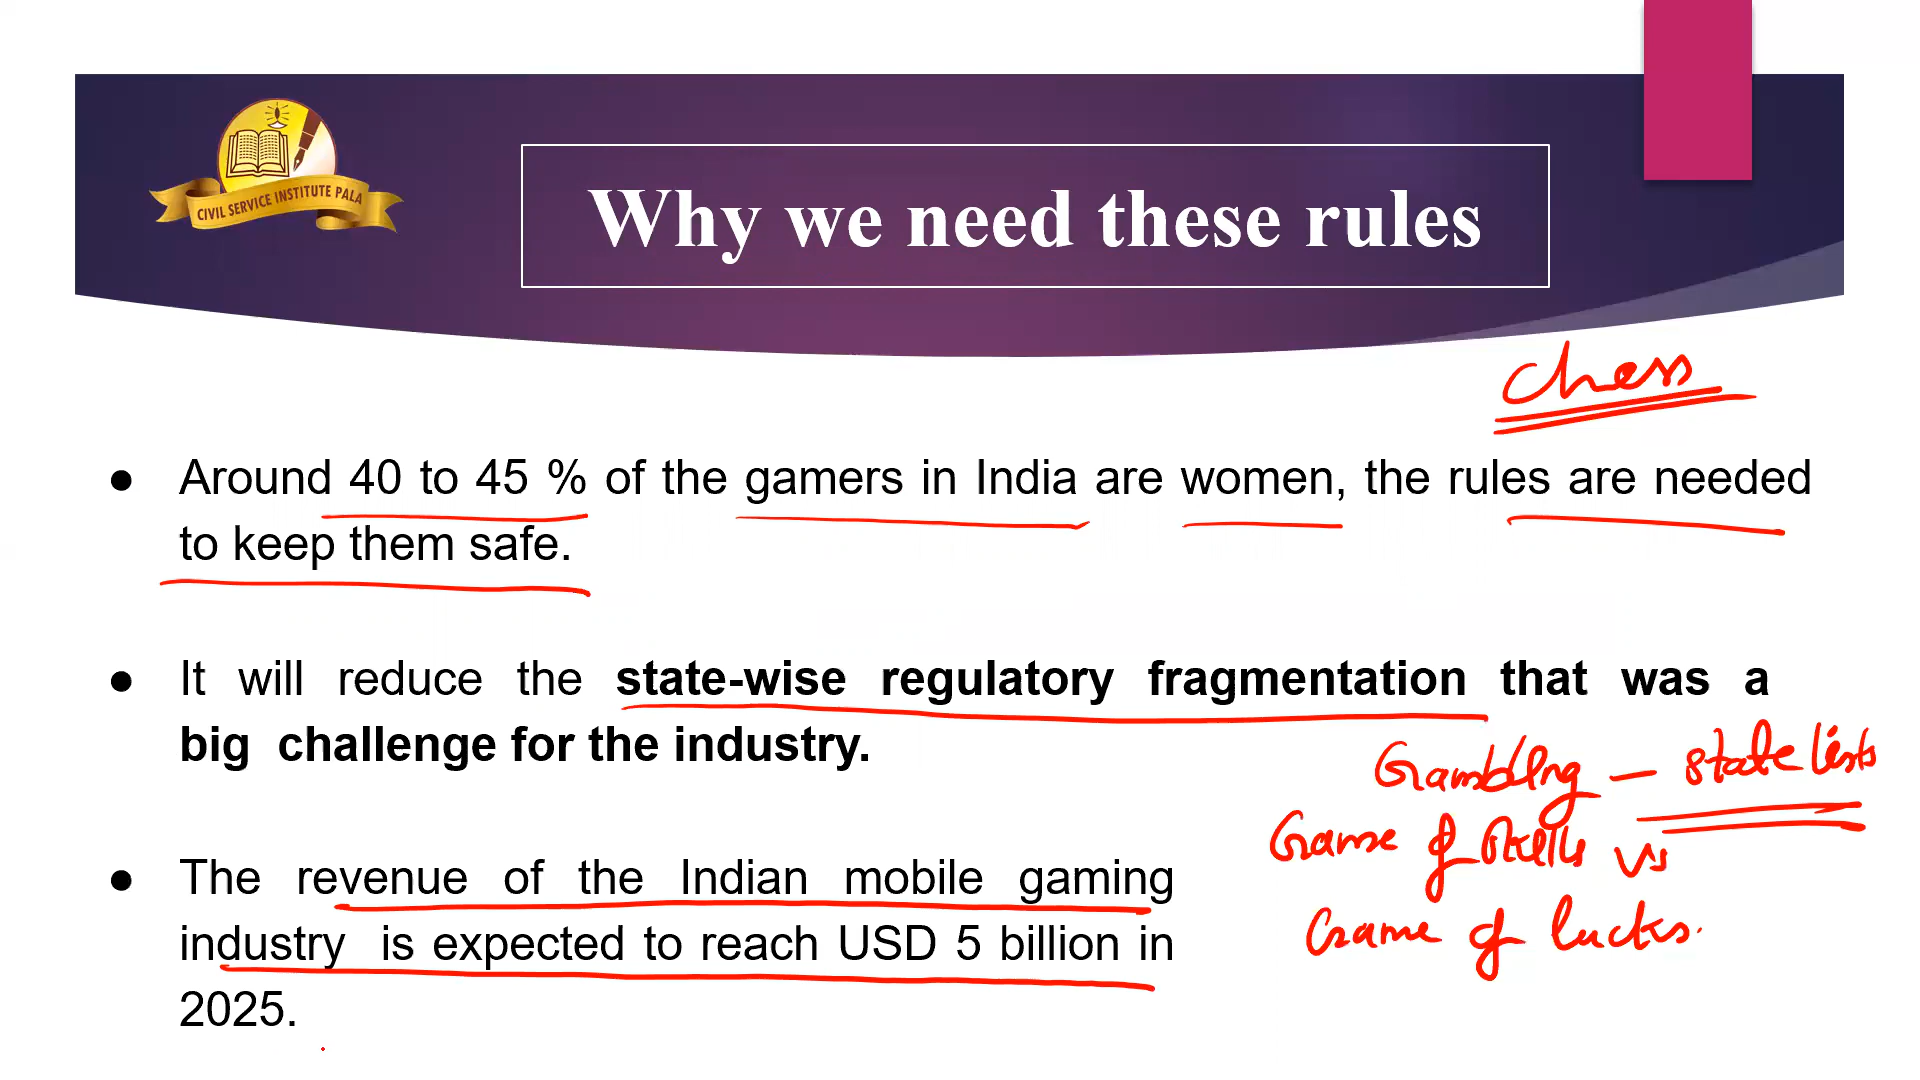 CIVIL SERVICE INSTITUTE PALA
Why we need these rules
Chess
● Around 40 to 45 % of the gamers in India are women, the rules are needed
to keep them safe.
● It will reduce the state-wise regulatory fragmentation that was a
big challenge for the industry.
Gambling – state lists
Game of skills vs
Game of lucks.
● The revenue of the Indian mobile gaming
industry is expected to reach USD 5 billion in
2025.